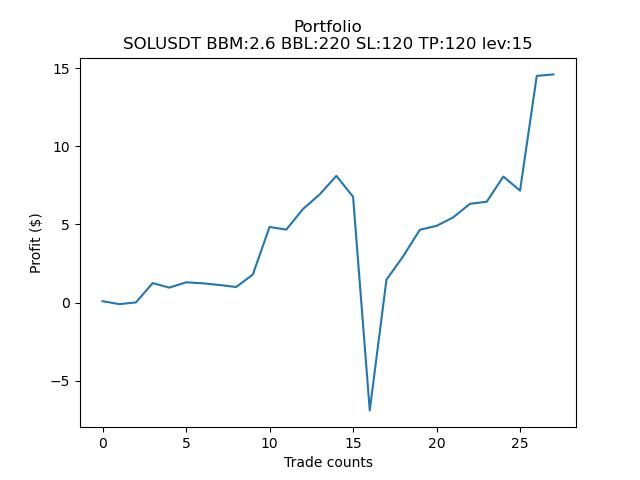 Portfolio
SOLUSDT BBM:2.6 BBL:220 SL:120 TP:120 lev:15
15
10
5
0
−5
Profit ($)
0 5 10 15 20 25
Trade counts